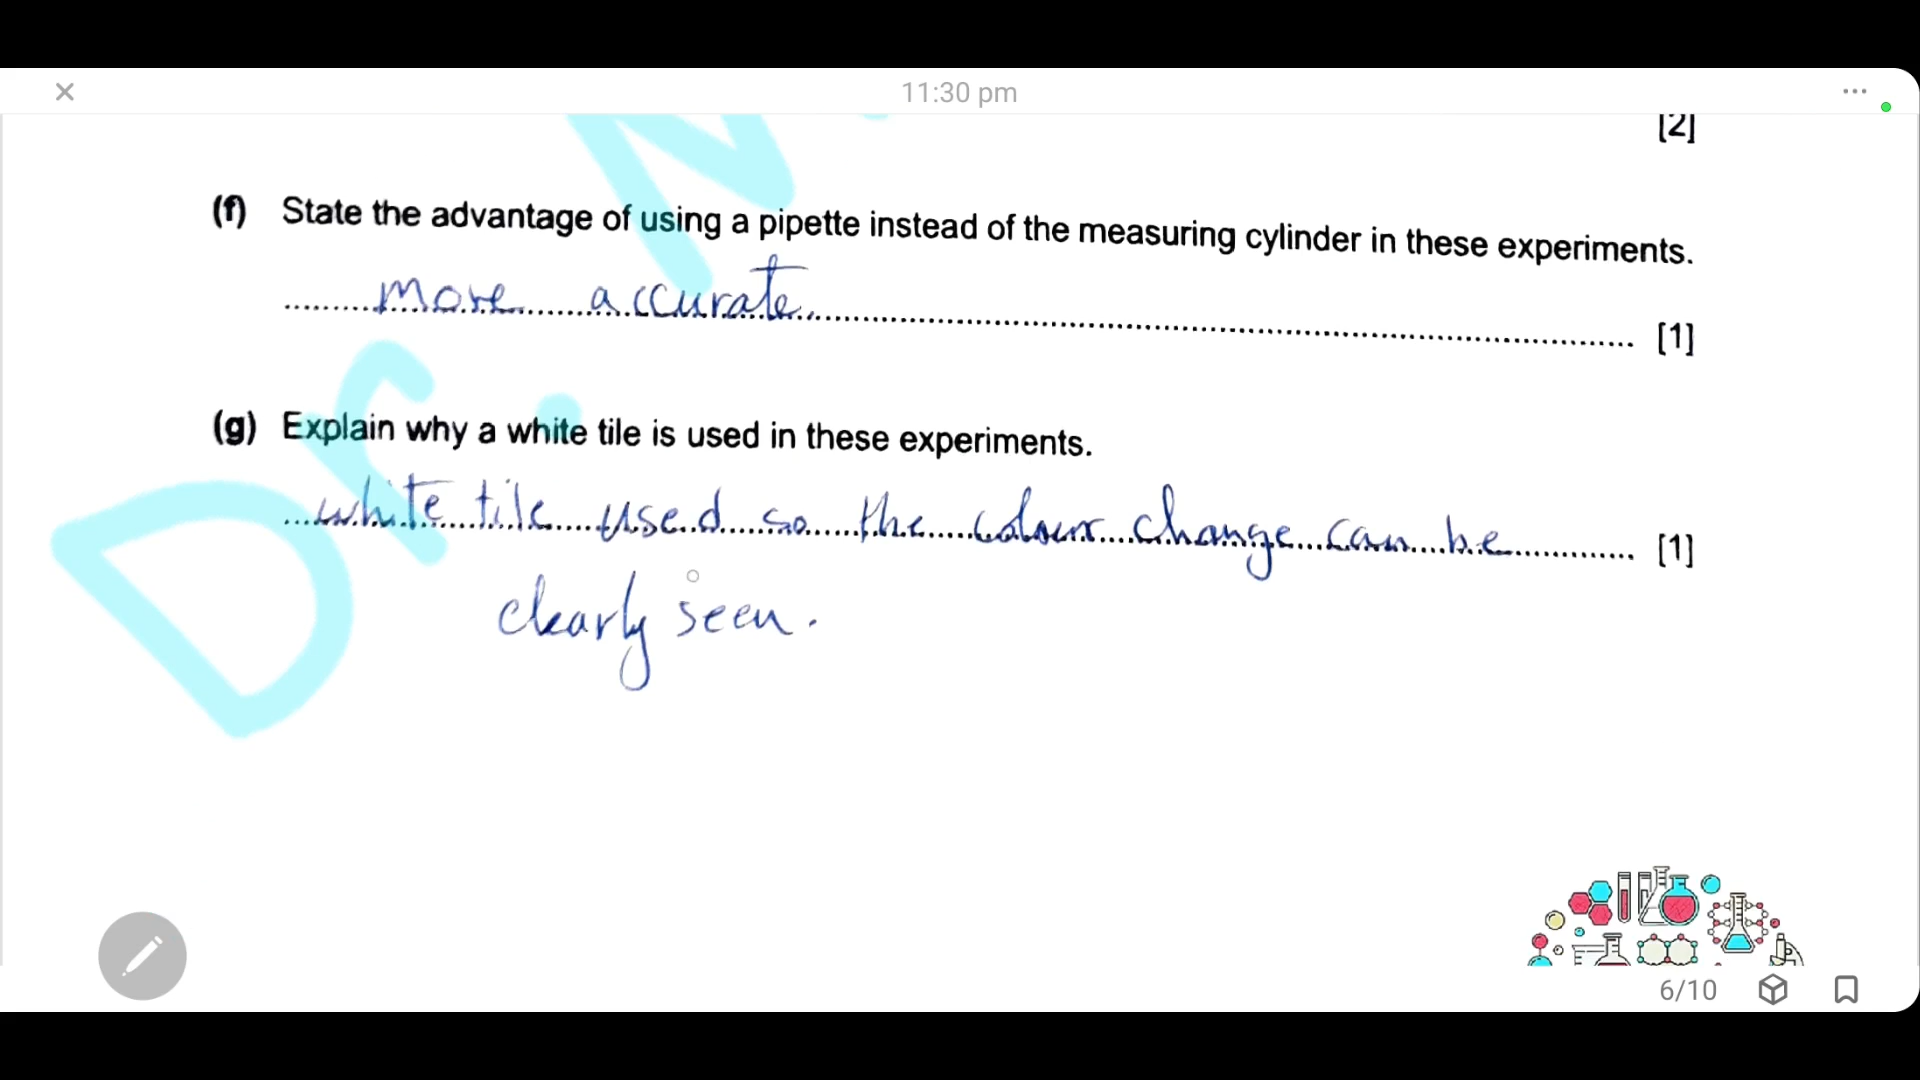 11:30 pm
[2]
(f) State the advantage of using a pipette instead of the measuring cylinder in these experiments.
more accurate. [1]
(g) Explain why a white tile is used in these experiments.
white tile used so the colour change can be [1]
clearly seen.
Dr. M
6/10